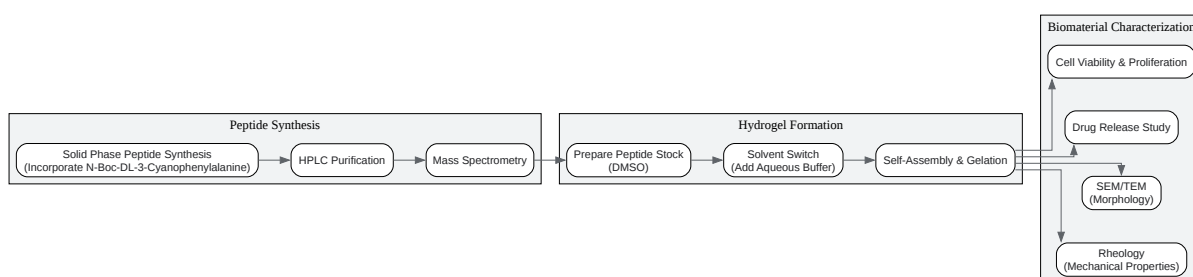 Peptide Synthesis
Solid Phase Peptide Synthesis
(Incorporate N-Boc-DL-3-Cyanophenylalanine)
HPLC Purification
Mass Spectrometry
Hydrogel Formation
Prepare Peptide Stock
(DMSO)
Solvent Switch
(Add Aqueous Buffer)
Self-Assembly & Gelation
Biomaterial Characterization
Cell Viability & Proliferation
Drug Release Study
SEM/TEM
(Morphology)
Rheology
(Mechanical Properties)